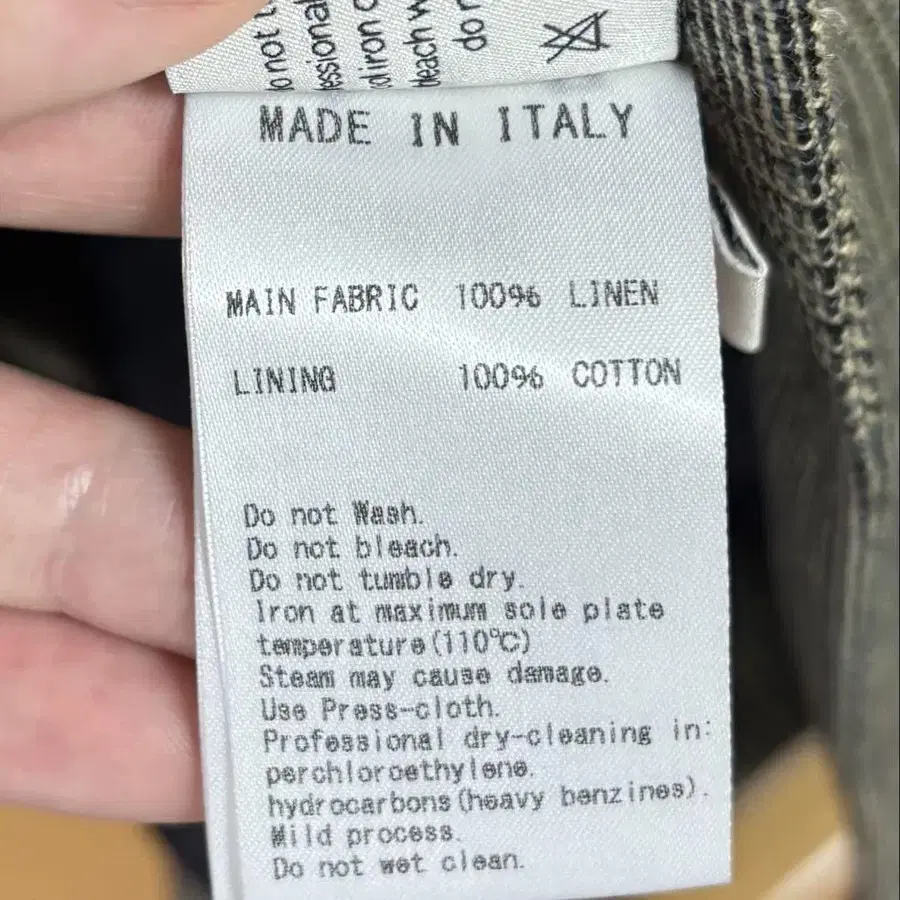 do not
MADE IN ITALY
MAIN FABRIC 100% LINEN
LINING 100% COTTON
Do not Wash.
Do not bleach.
Do not tumble dry.
Iron at maximum sole plate
temperature(110℃)
Steam may cause damage.
Use Press-cloth.
Professional dry-cleaning in:
perchloroethylene.
hydrocarbons(heavy benzines).
Mild process.
Do not wet clean.